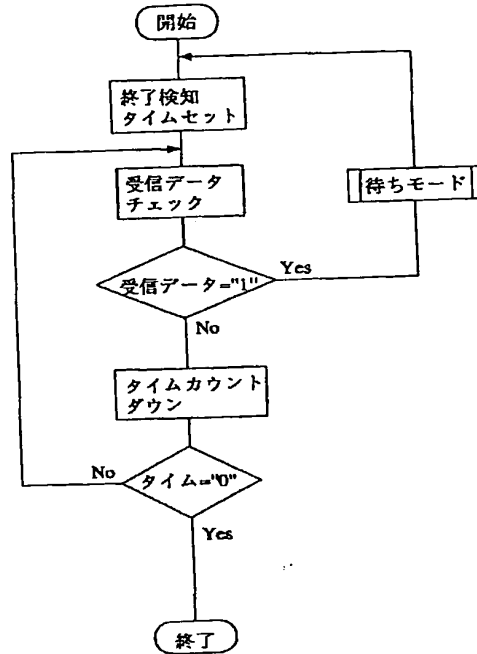 開始
終了検知
タイムセット
受信データ
チェック
待ちモード
受信データ="1"
Yes
No
タイムカウント
ダウン
No
タイム="0"
Yes
終了